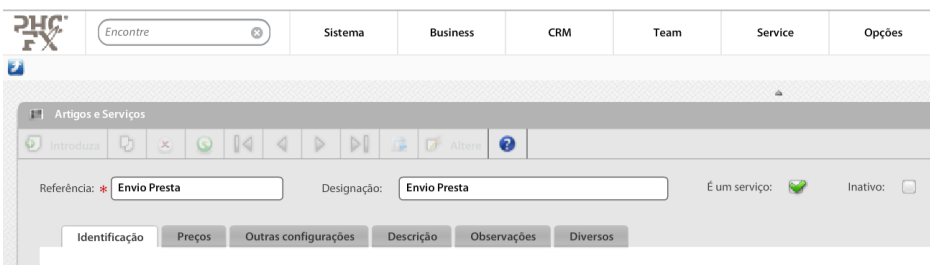 PHC FX
Encontre Sistema Business CRM Team Service Opções
Artigos e Serviços
Introduza Altere
Referência: * Envio Presta Designação: Envio Presta É um serviço: Inativo:
Identificação Preços Outras configurações Descrição Observações Diversos